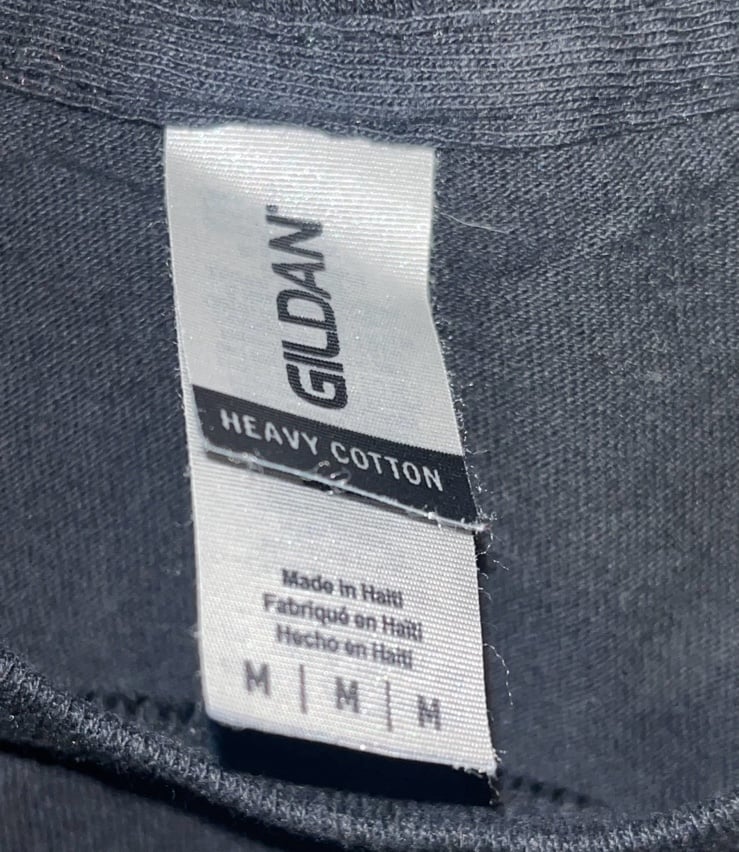 GILDAN®
HEAVY COTTON
Made in Haiti
Fabriqué en Haïti
Hecho en Haití
M | M | M